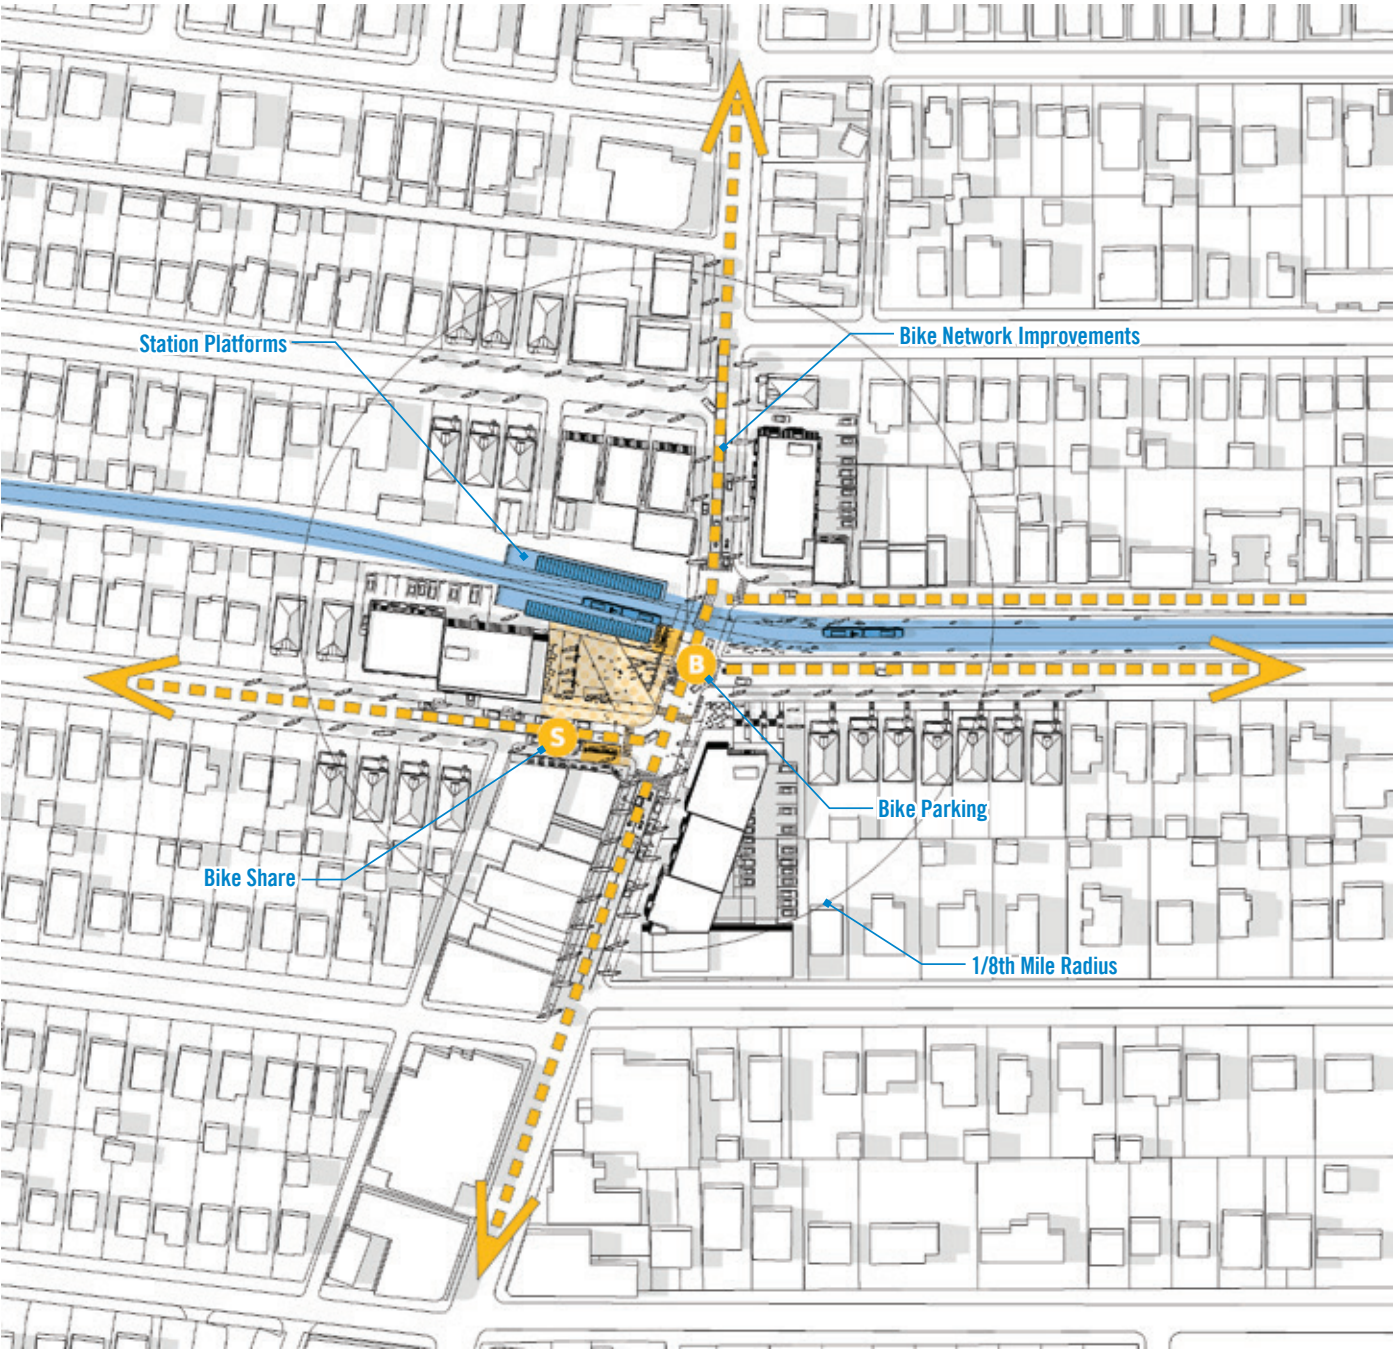 Bike Network Improvements
Station Platforms
B
S
Bike Parking
Bike Share
1/8th Mile Radius